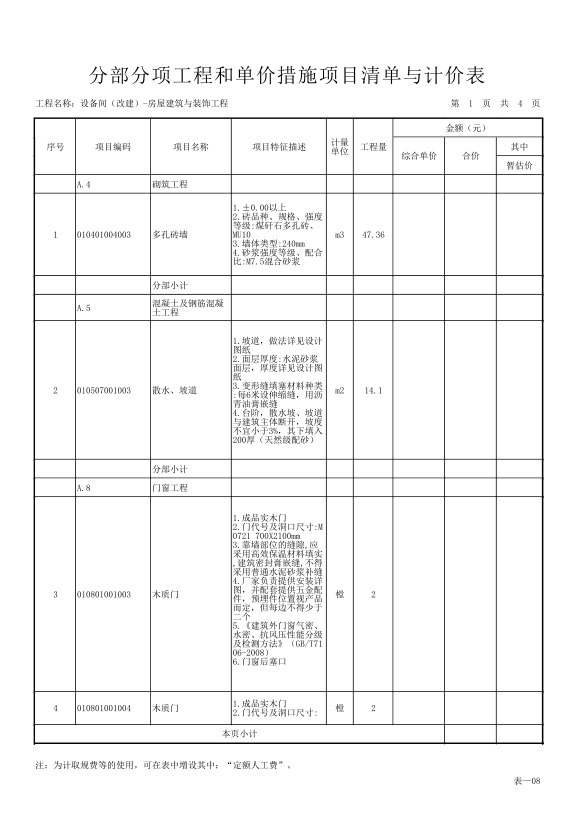 分部分项工程和单价措施项目清单与计价表
工程名称：设备间（改建）-房屋建筑与装饰工程
第 1 页 共 4 页
序号
项目编码
项目名称
项目特征描述
计量
单位
工程量
金额（元）
综合单价
合价
其中
暂估价
A.4
砌筑工程
1
010401004003
多孔砖墙
1.±0.00以上
2.砖品种、规格、强度
等级:煤矸石多孔砖、
MU10
3.墙体类型:240mm
4.砂浆强度等级、配合
比:M7.5混合砂浆
m3
47.36
分部小计
A.5
混凝土及钢筋混凝
土工程
2
010507001003
散水、坡道
1.坡道，做法详见设计
图纸
2.面层厚度:水泥砂浆
面层，厚度详见设计图
纸
3.变形缝填塞材料种类
:每6米设伸缩缝，用沥
青油膏嵌缝
4.台阶，散水坡、坡道
与建筑主体断开，坡度
不宜小于3%，其下填入
200厚（天然级配砂）
m2
14.1
分部小计
A.8
门窗工程
3
010801001003
木质门
1.成品实木门
2.门代号及洞口尺寸:M
0721 700X2100mm
3.靠墙部位的缝隙,应
采用高效保温材料填实
,建筑密封膏嵌缝,不得
采用普通水泥砂浆补缝
4.厂家负责提供安装详
图，并配套提供五金配
件，预埋件位置视产品
而定，但每边不得少于
二个
5.《建筑外门窗气密、
水密、抗风压性能分级
及检测方法》（GB/T71
06-2008）
6.门窗后塞口
樘
2
4
010801001004
木质门
1.成品实木门
2.门代号及洞口尺寸:
樘
2
本页小计
注：为计取规费等的使用，可在表中增设其中：“定额人工费”。
表—08